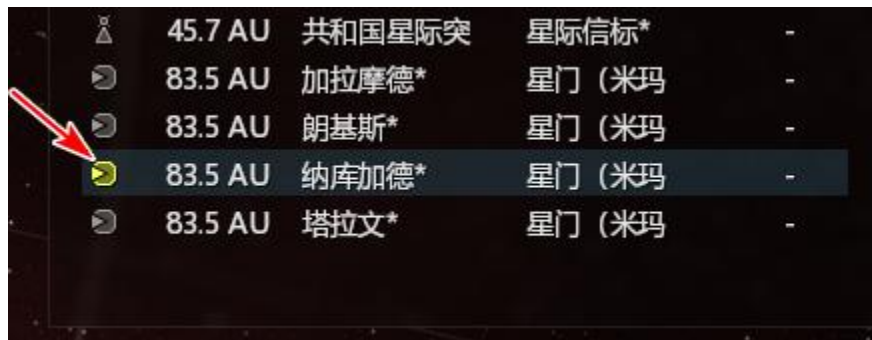 45.7 AU 共和国星际突 星际信标* -
83.5 AU 加拉摩德* 星门（米玛 -
83.5 AU 朗基斯* 星门（米玛 -
83.5 AU 纳库加德* 星门（米玛 -
83.5 AU 塔拉文* 星门（米玛 -